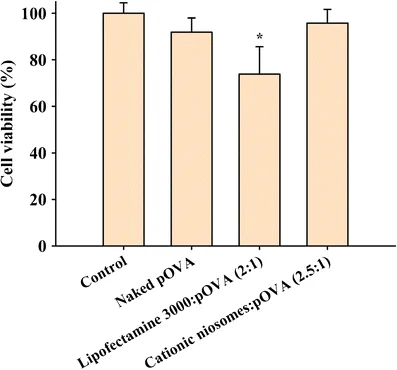 Cell viability (%)
100
80
60
40
20
0
*
Control
Naked pOVA
Lipofectamine 3000:pOVA (2:1)
Cationic niosomes:pOVA (2.5:1)